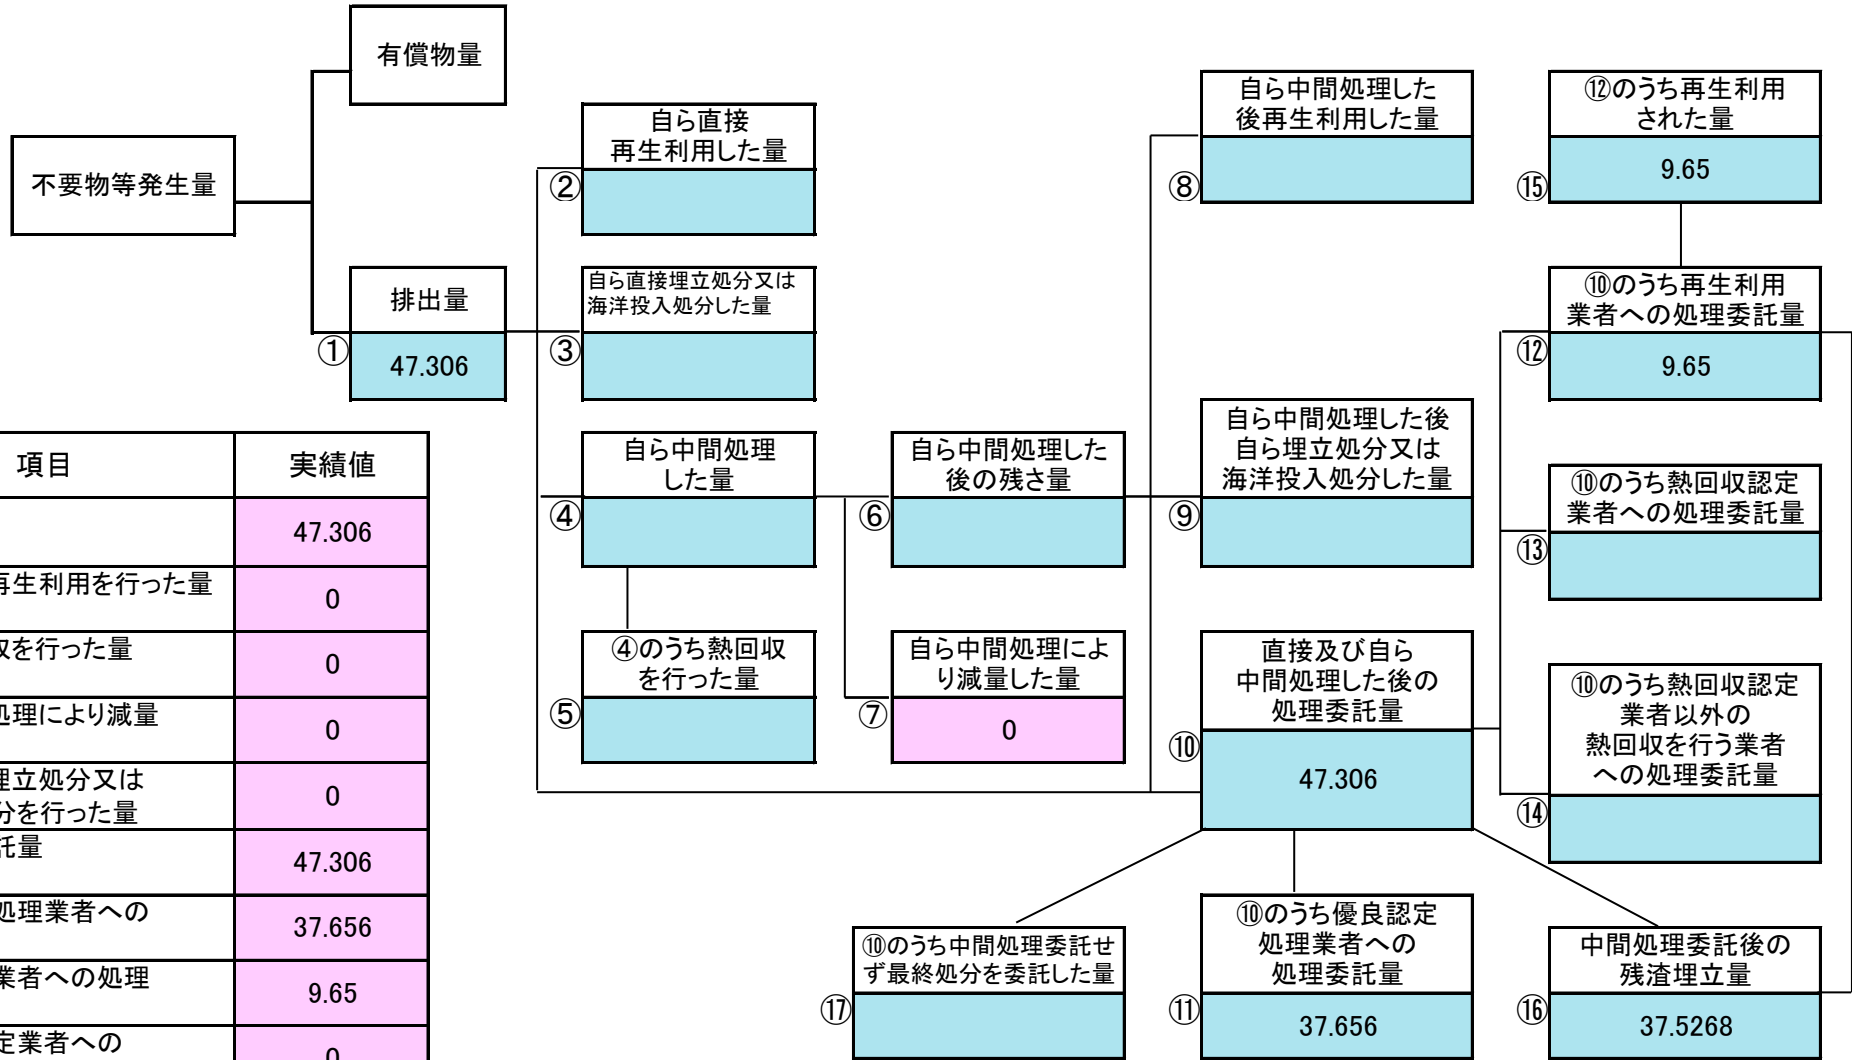 有償物量
不要物等発生量
排出量
①
47.306
自ら直接
再生利用した量
②
自ら直接埋立処分又は
海洋投入処分した量
③
自ら中間処理
した量
④
④のうち熱回収
を行った量
⑤
自ら中間処理した
後の残さ量
⑥
自ら中間処理によ
り減量した量
⑦
0
自ら中間処理した
後再生利用した量
⑧
自ら中間処理した後
自ら埋立処分又は
海洋投入処分した量
⑨
直接及び自ら
中間処理した後の
処理委託量
⑩
47.306
⑫のうち再生利用
された量
⑮
9.65
⑩のうち再生利用
業者への処理委託量
⑫
9.65
⑩のうち熱回収認定
業者への処理委託量
⑬
⑩のうち熱回収認定
業者以外の
熱回収を行う業者
への処理委託量
⑭
⑩のうち中間処理委託せ
ず最終処分を委託した量
⑰
⑩のうち優良認定
処理業者への
処理委託量
⑪
37.656
中間処理委託後の
残渣埋立量
⑯
37.5268
項目 実績値
47.306
再生利用を行った量
0
収を行った量
0
処理により減量
0
埋立処分又は
分を行った量
0
託量
47.306
処理業者への
37.656
業者への処理
9.65
定業者への
0